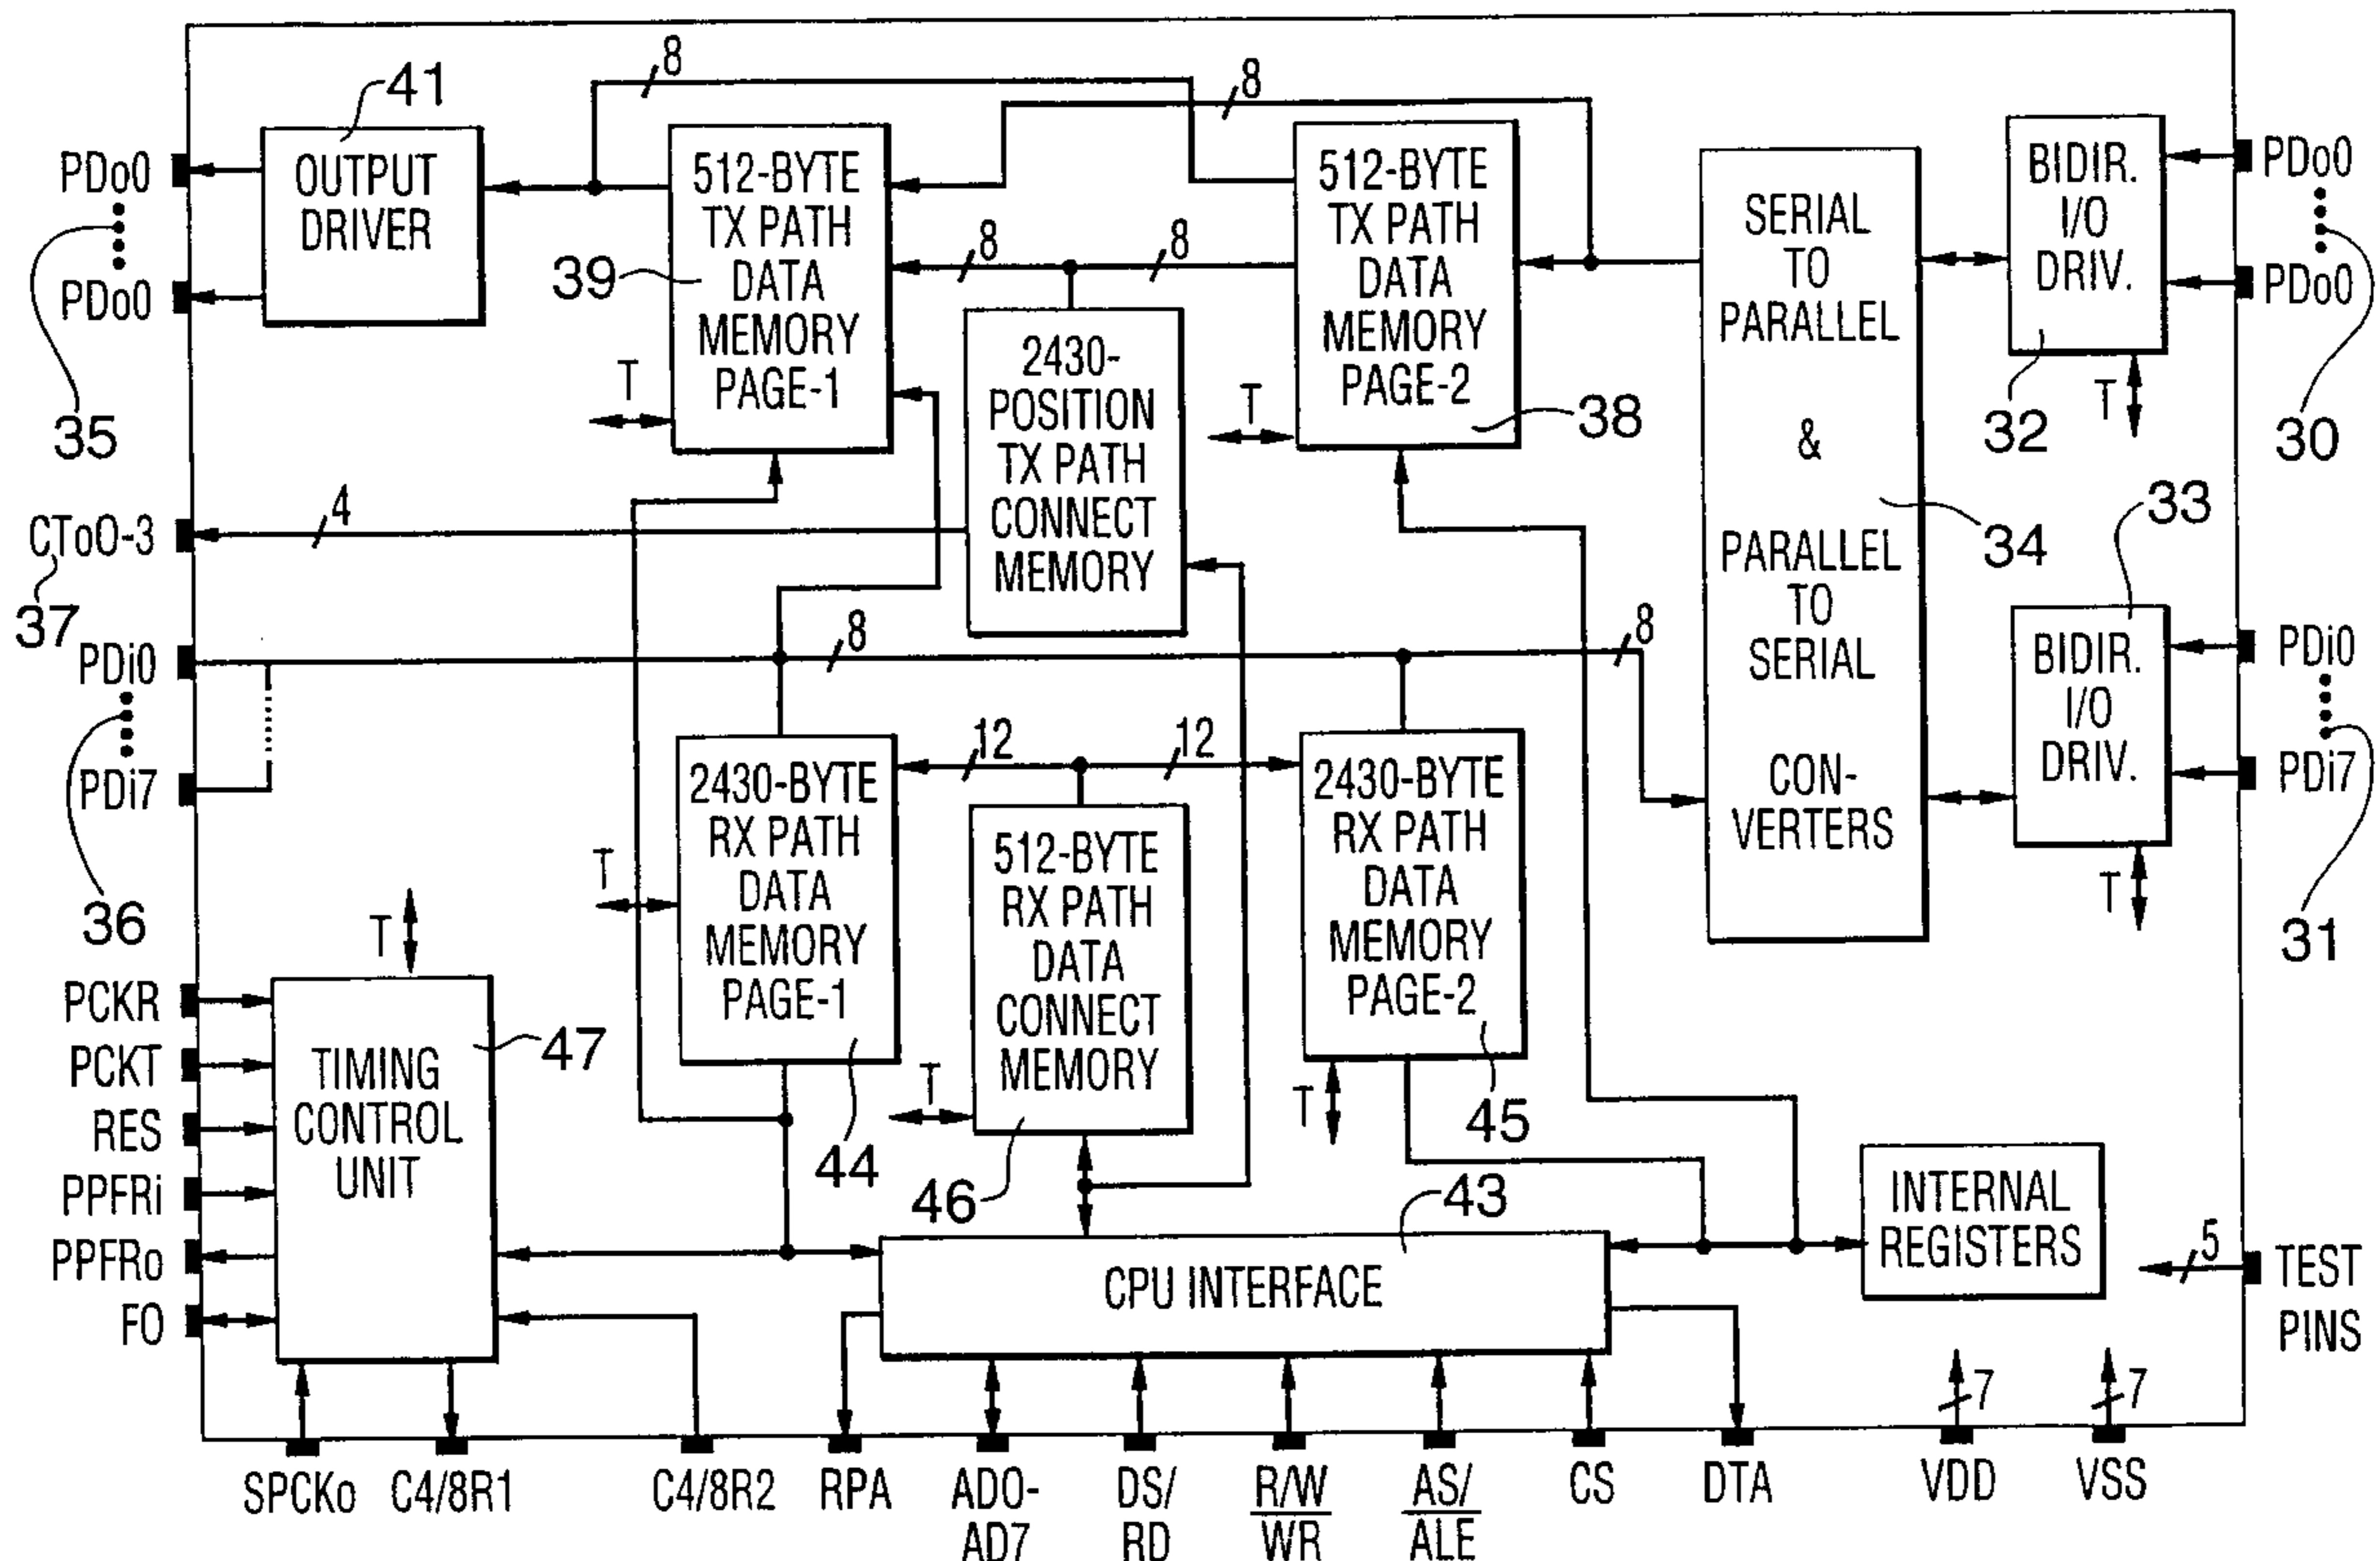 8
8
41
PDo0
PDo0
35
OUTPUT
DRIVER
512-BYTE
TX PATH
DATA
MEMORY
PAGE-1
39
T
8
8
2430-
POSITION
TX PATH
CONNECT
MEMORY
512-BYTE
TX PATH
DATA
MEMORY
PAGE-2
38
T
SERIAL
TO
PARALLEL
&
PARALLEL
TO
SERIAL
CON-
VERTERS
34
BIDIR.
I/O
DRIV.
32
T
PDo0
PDo0
30
CTo0-3
37
4
PDi0
PDi7
36
8
8
33
BIDIR.
I/O
DRIV.
T
PDi0
PDi7
31
2430-BYTE
RX PATH
DATA
MEMORY
PAGE-1
44
T
12
12
512-BYTE
RX PATH
DATA
CONNECT
MEMORY
46
T
2430-BYTE
RX PATH
DATA
MEMORY
PAGE-2
45
T
T
PCKR
PCKT
RES
PPFRi
PPFRo
FO
TIMING
CONTROL
UNIT
47
43
CPU INTERFACE
INTERNAL
REGISTERS
5
TEST
PINS
7
7
SPCKo
C4/8R1
C4/8R2
RPA
ADO-
AD7
DS/
RD
R/W
WR
AS/
ALE
CS
DTA
VDD
VSS